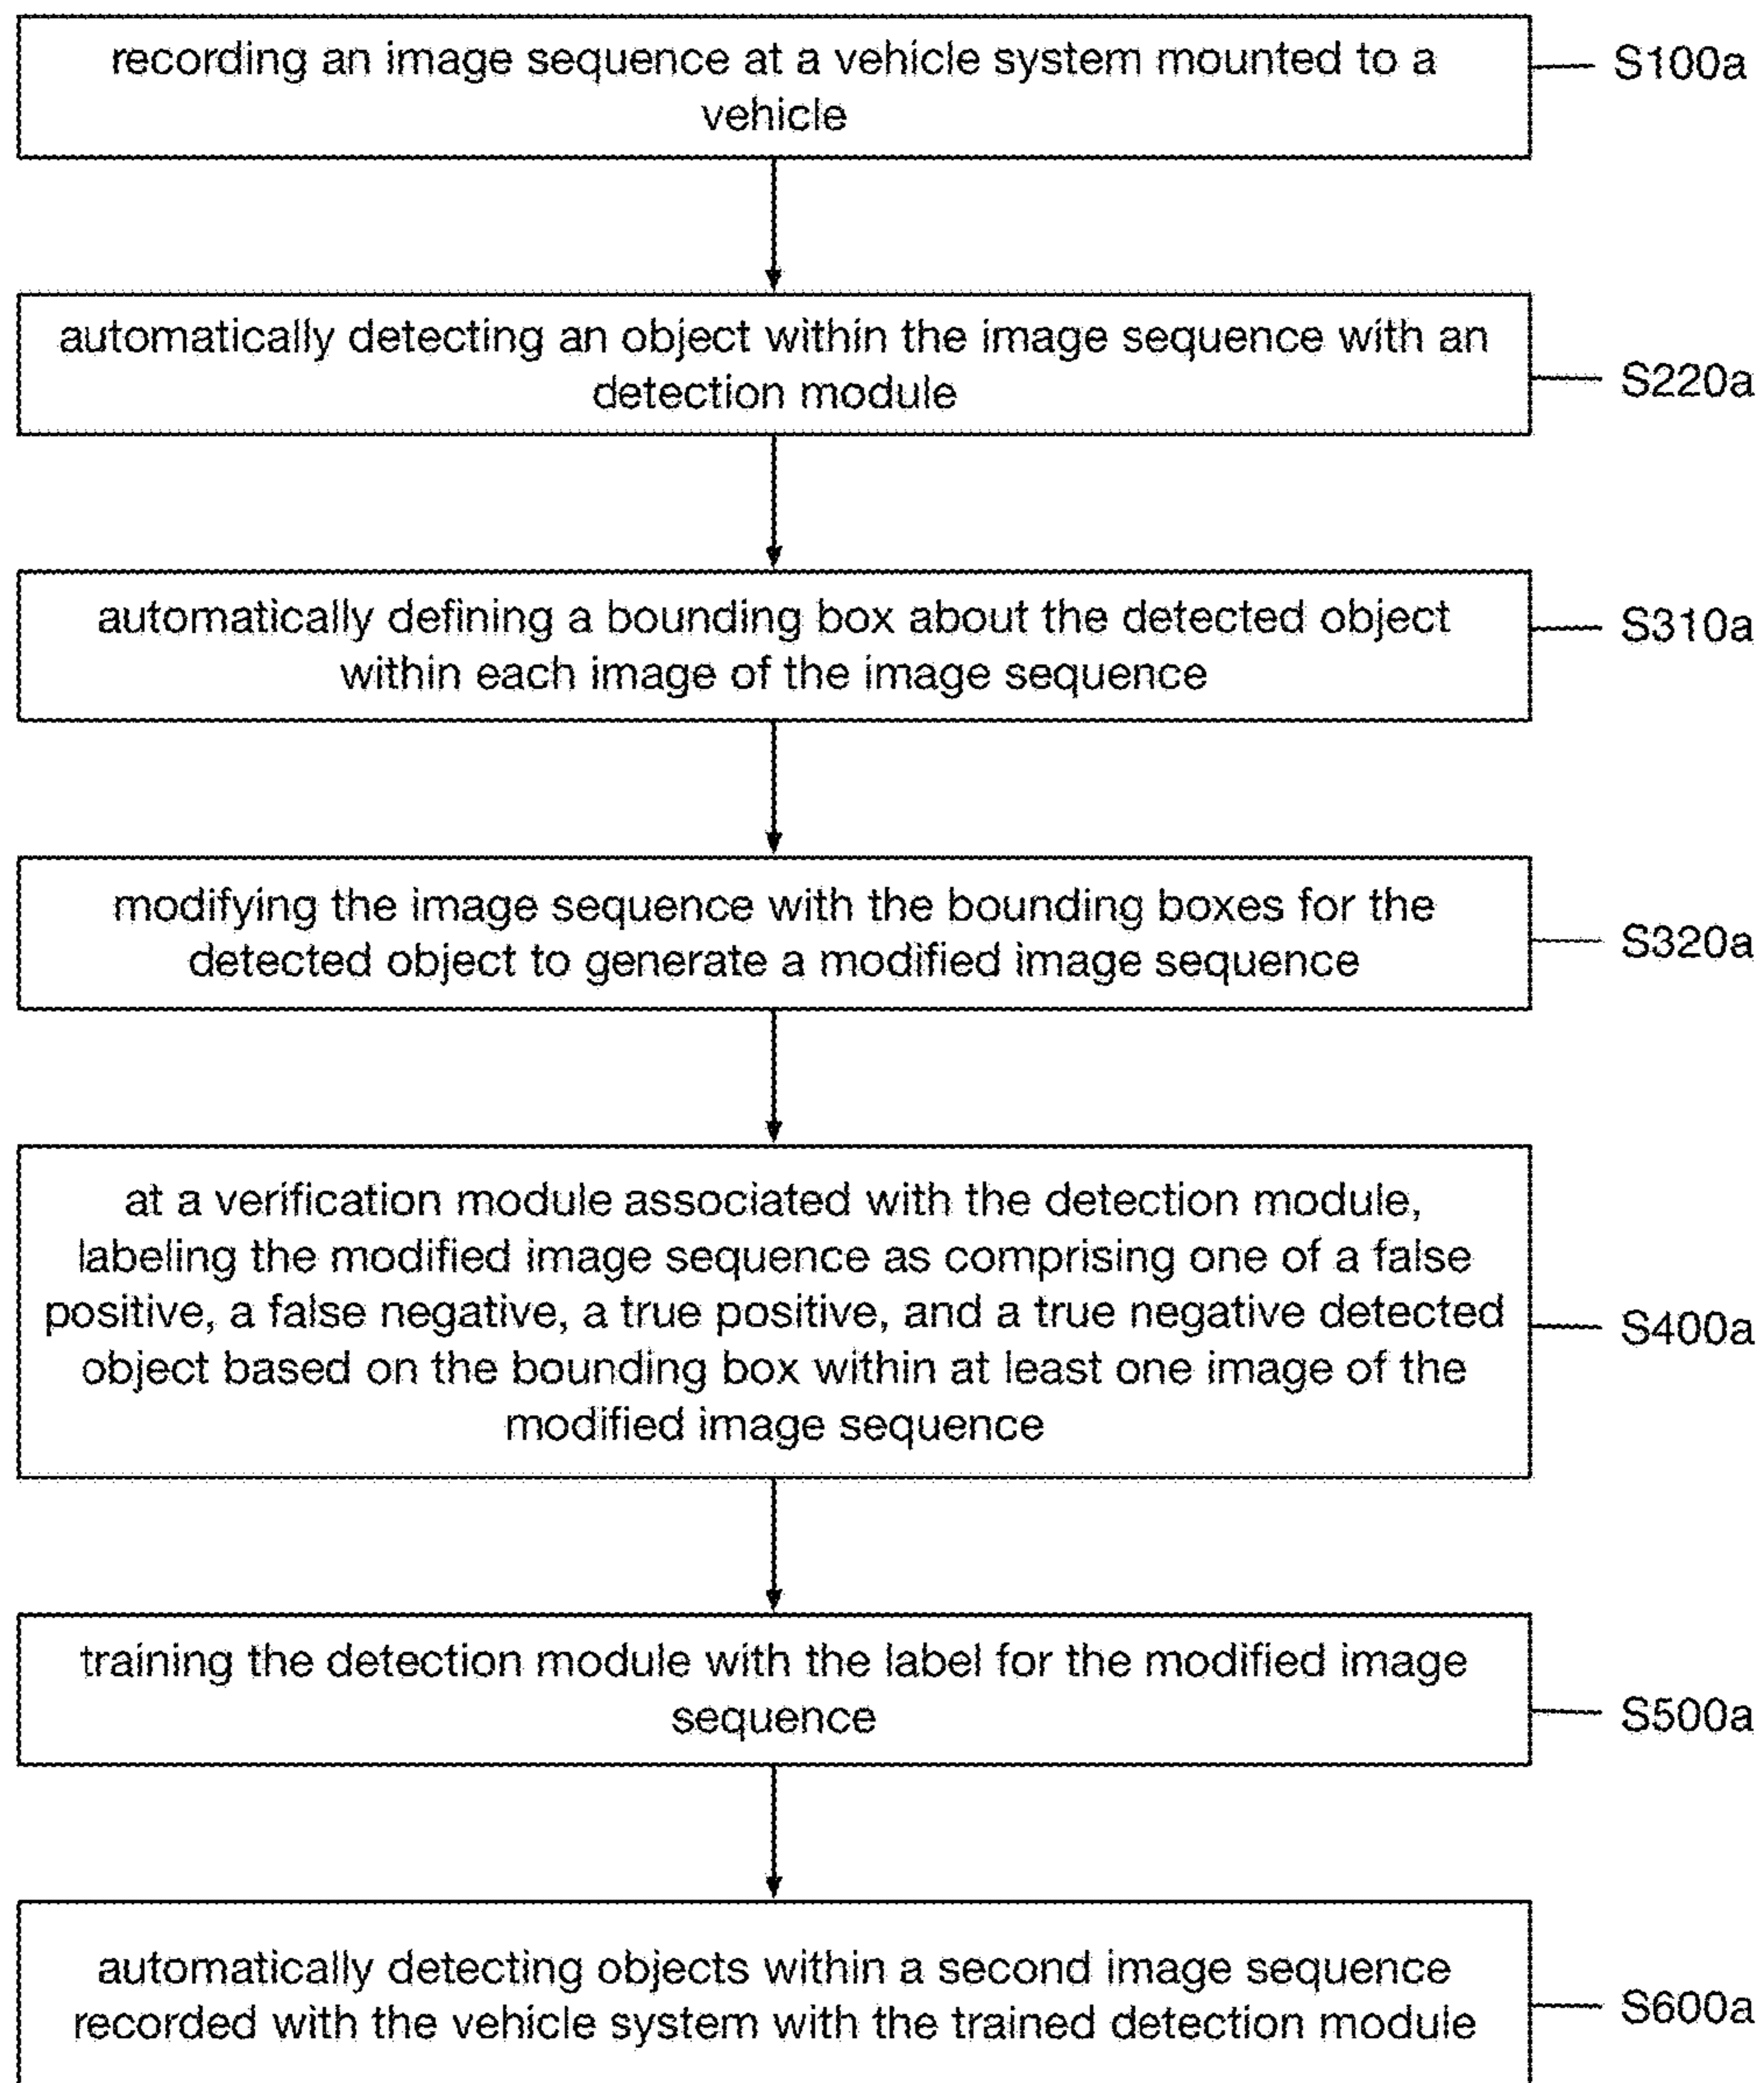 recording an image sequence at a vehicle system mounted to a
vehicle
S100a
automatically detecting an object within the image sequence with an
detection module
S220a
automatically defining a bounding box about the detected object
within each image of the image sequence
S310a
modifying the image sequence with the bounding boxes for the
detected object to generate a modified image sequence
S320a
at a verification module associated with the detection module,
labeling the modified image sequence as comprising one of a false
positive, a false negative, a true positive, and a true negative detected
object based on the bounding box within at least one image of the
modified image sequence
S400a
training the detection module with the label for the modified image
sequence
S500a
automatically detecting objects within a second image sequence
recorded with the vehicle system with the trained detection module
S600a